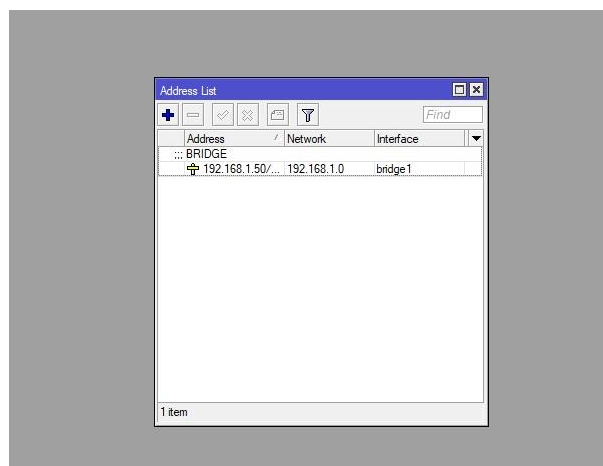 Address List
Find
Address Network Interface
;;; BRIDGE
192.168.1.50/... 192.168.1.0 bridge1
1 item